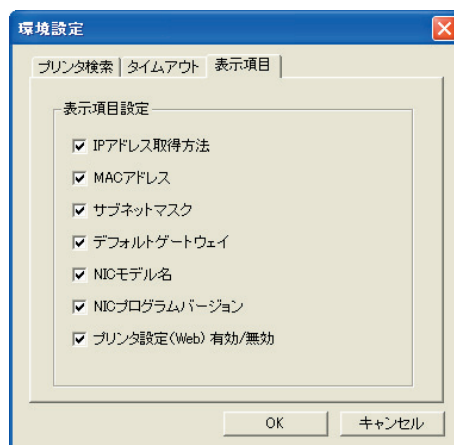 環境設定
プリンタ検索 タイムアウト 表示項目
表示項目設定
IPアドレス取得方法
MACアドレス
サブネットマスク
デフォルトゲートウェイ
NICモデル名
NICプログラムバージョン
プリンタ設定(Web) 有効/無効
OK キャンセル